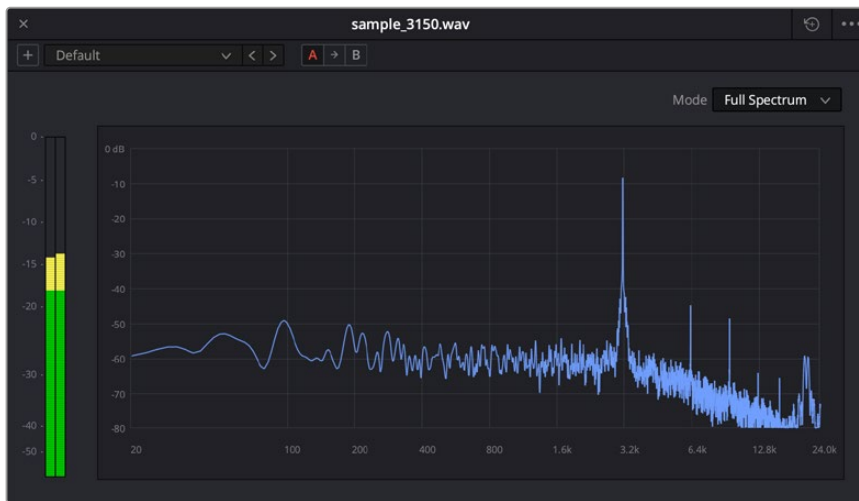 sample_3150.wav
Default
A
B
Mode Full Spectrum
0 -
-5 -
-10 -
-15 -
-20 -
-30 -
-40 -
-50 -
0 dB
-10
-20
-30
-40
-50
-60
-70
-80
20 100 200 400 800 1.6k 3.2k 6.4k 12.8k 24.0k